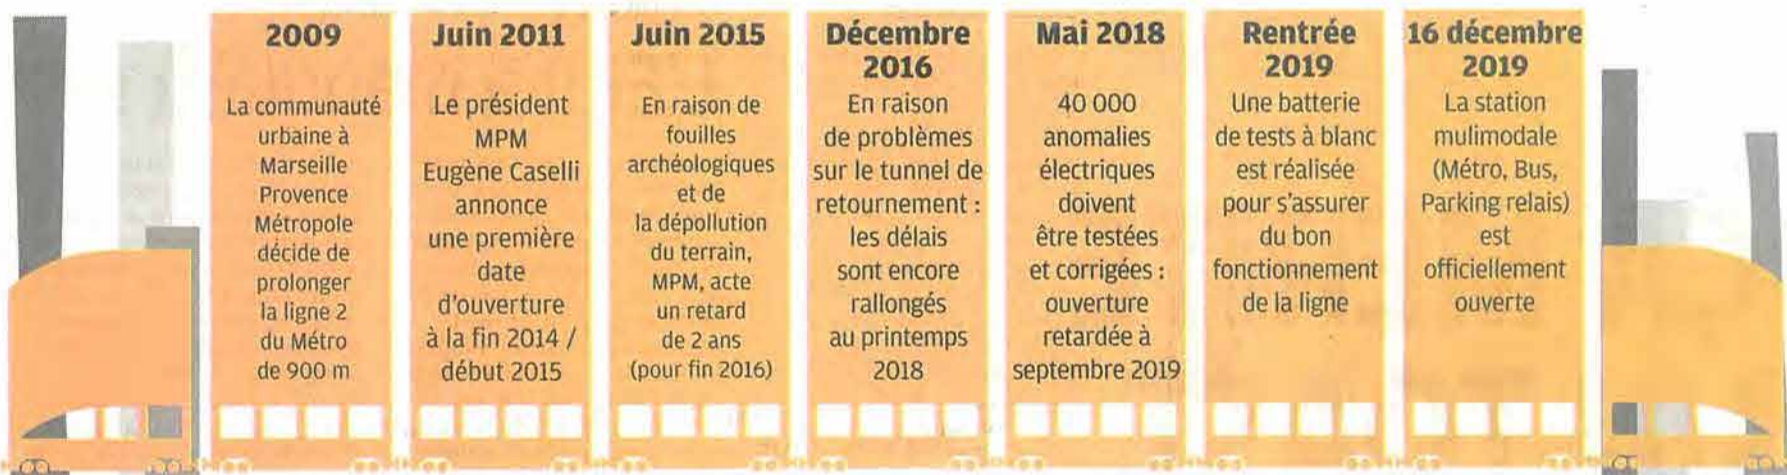 2009
La communauté
urbaine à
Marseille
Provence
Métropole
décide de
prolonger
la ligne 2
du Métro
de 900 m
Juin 2011
Le président
MPM
Eugène Caselli
annonce
une première
date
d'ouverture
à la fin 2014 /
début 2015
Juin 2015
En raison de
fouilles
archéologiques
et de
la dépollution
du terrain,
MPM, acte
un retard
de 2 ans
(pour fin 2016)
Décembre
2016
En raison
de problèmes
sur le tunnel de
retournement :
les délais
sont encore
rallongés
au printemps
2018
Mai 2018
40 000
anomalies
électriques
doivent
être testées
et corrigées :
ouverture
retardée à
septembre 2019
Rentrée
2019
Une batterie
de tests à blanc
est réalisée
pour s'assurer
du bon
fonctionnement
de la ligne
16 décembre
2019
La station
mulimodale
(Métro, Bus,
Parking relais)
est
officiellement
ouverte